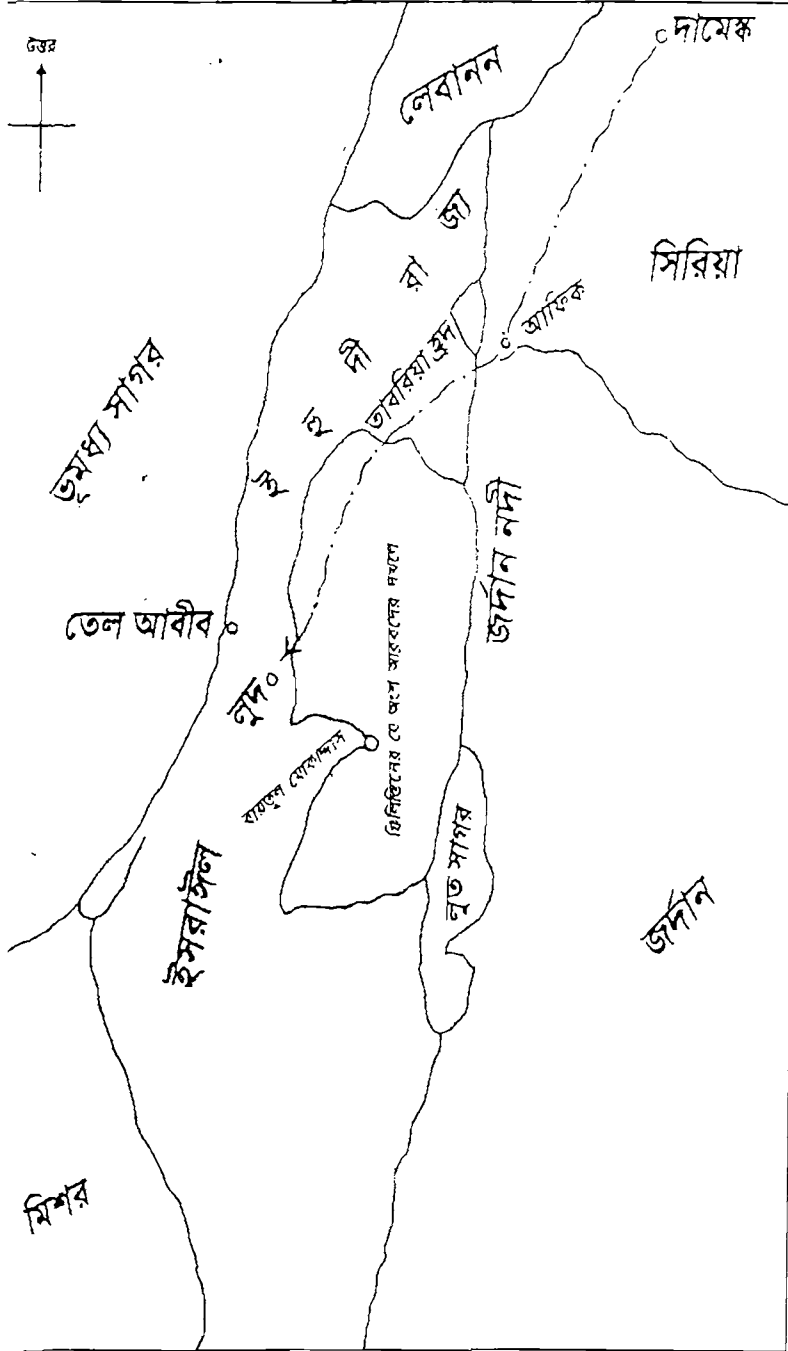 উত্তর
দামেস্ক
লেবানন
সিরিয়া
আফিক
তাবরিয়া হ্রদ
য়াহুদী রাজ্য
ভূমধ্য সাগর
জর্দান নদী
তেল আবীব
লুদ
বায়তুল মোকাদ্দাস
ফিলিস্তিনের যে অংশ আরবদের দখলে
লূত সাগর
ইসরাঈল
জর্দান
মিশর